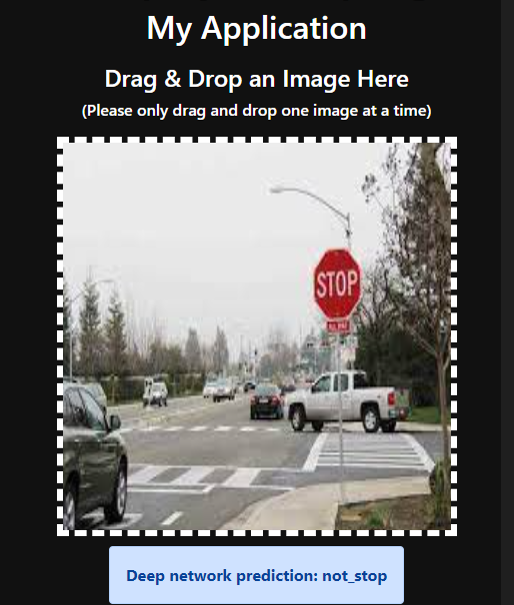 My Application
Drag & Drop an Image Here
(Please only drag and drop one image at a time)
STOP
ALL WAY
Deep network prediction: not_stop